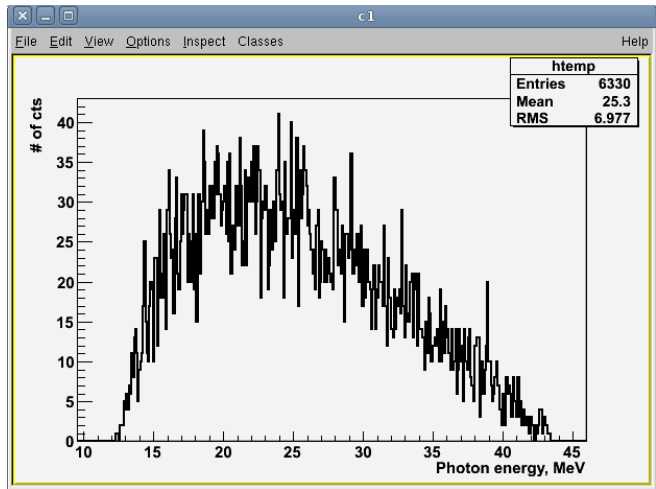 c1
File Edit View Options Inspect Classes Help
htemp
Entries 6330
Mean 25.3
RMS 6.977
# of cts
40
35
30
25
20
15
10
5
0
10 15 20 25 30 35 40 45
Photon energy, MeV